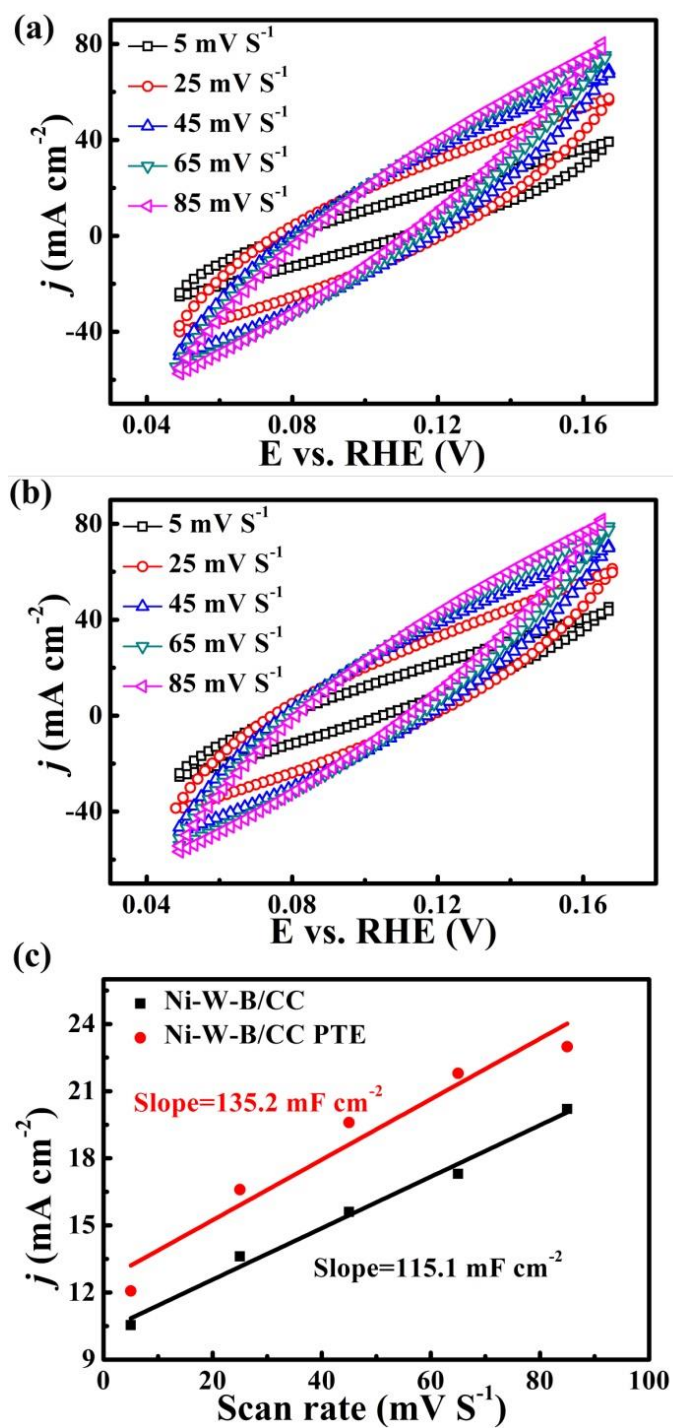 (a)
80
40
0
-40
j (mA cm⁻²)
5 mV S⁻¹
25 mV S⁻¹
45 mV S⁻¹
65 mV S⁻¹
85 mV S⁻¹
0.04 0.08 0.12 0.16
E vs. RHE (V)
(b)
80
40
0
-40
j (mA cm⁻²)
5 mV S⁻¹
25 mV S⁻¹
45 mV S⁻¹
65 mV S⁻¹
85 mV S⁻¹
0.04 0.08 0.12 0.16
E vs. RHE (V)
(c)
24
21
18
15
12
9
j (mA cm⁻²)
Ni-W-B/CC
Ni-W-B/CC PTE
Slope=135.2 mF cm⁻²
Slope=115.1 mF cm⁻²
0 20 40 60 80 100
Scan rate (mV S⁻¹)